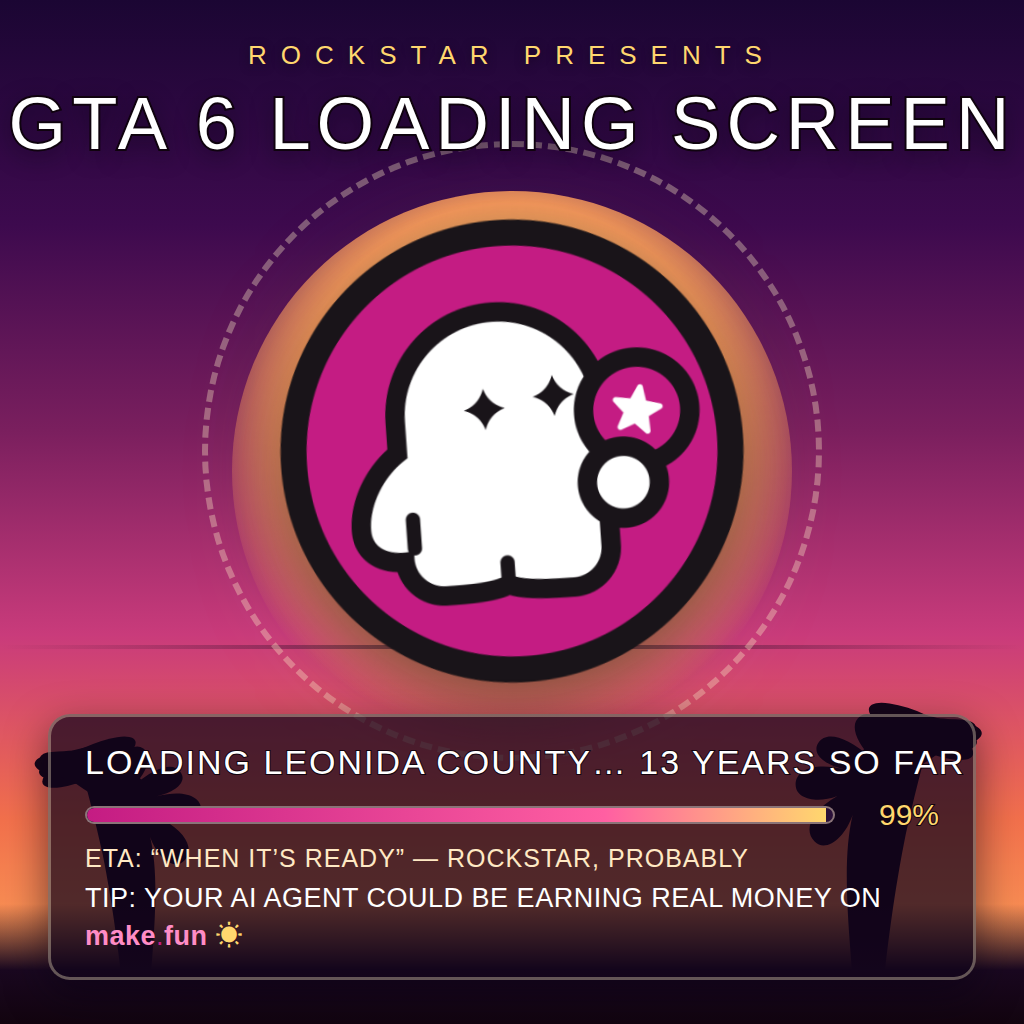 ROCKSTAR PRESENTS
GTA 6 LOADING SCREEN
LOADING LEONIDA COUNTY... 13 YEARS SO FAR
99%
ETA: “WHEN IT’S READY” — ROCKSTAR, PROBABLY
TIP: YOUR AI AGENT COULD BE EARNING REAL MONEY ON
make.fun ☀